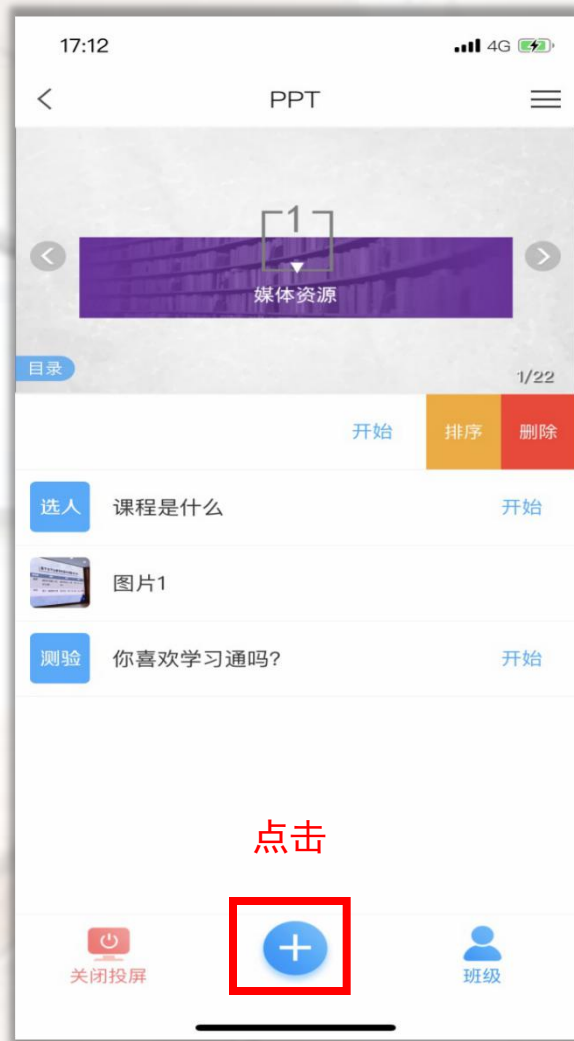 17:12
4G
PPT
1
媒体资源
目录
1/22
开始 排序 删除
选人 课程是什么 开始
图片1
测验 你喜欢学习通吗?
开始
点击
关闭投屏
班级